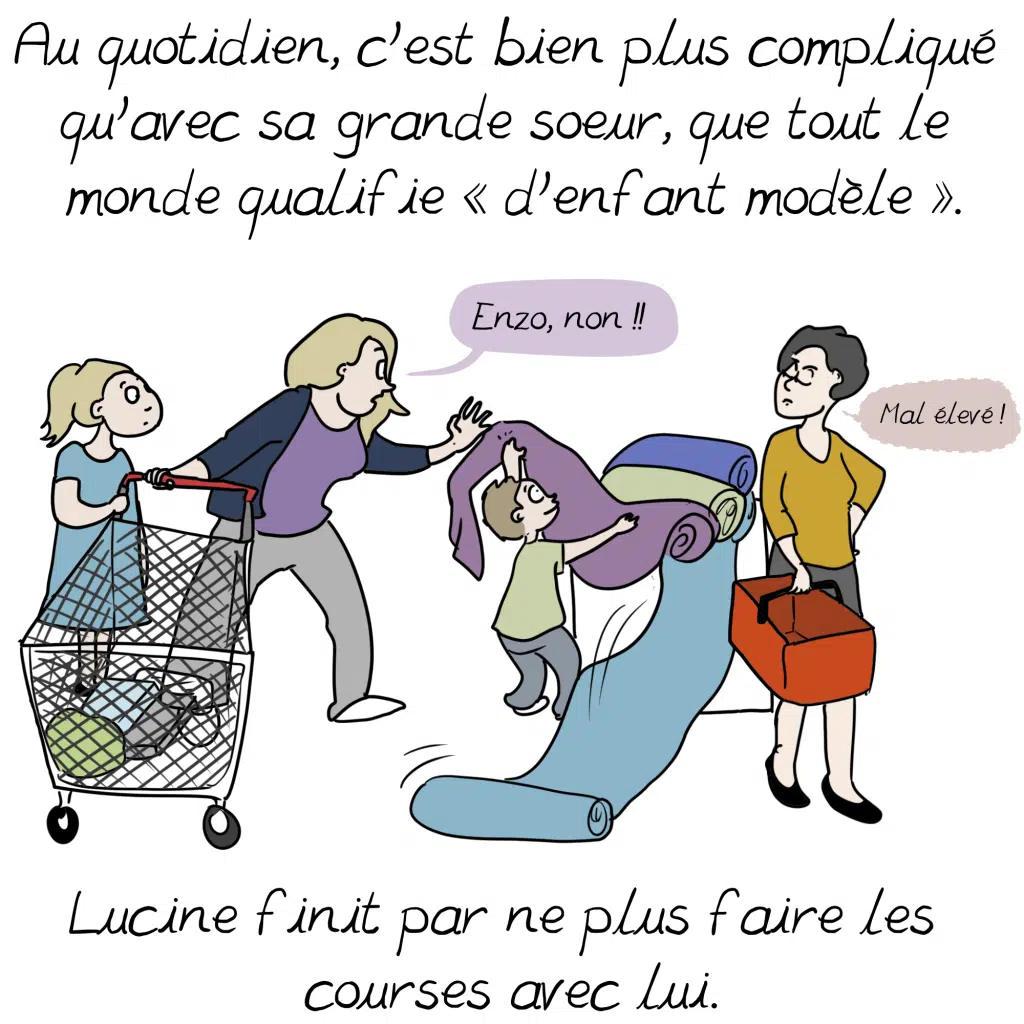 Au quotidien, c'est bien plus compliqué
qu'avec sa grande soeur, que tout le
monde qualifie « d'enfant modèle ».
Enzo, non !!
Mal élevé !
Lucine finit par ne plus faire les
courses avec lui.